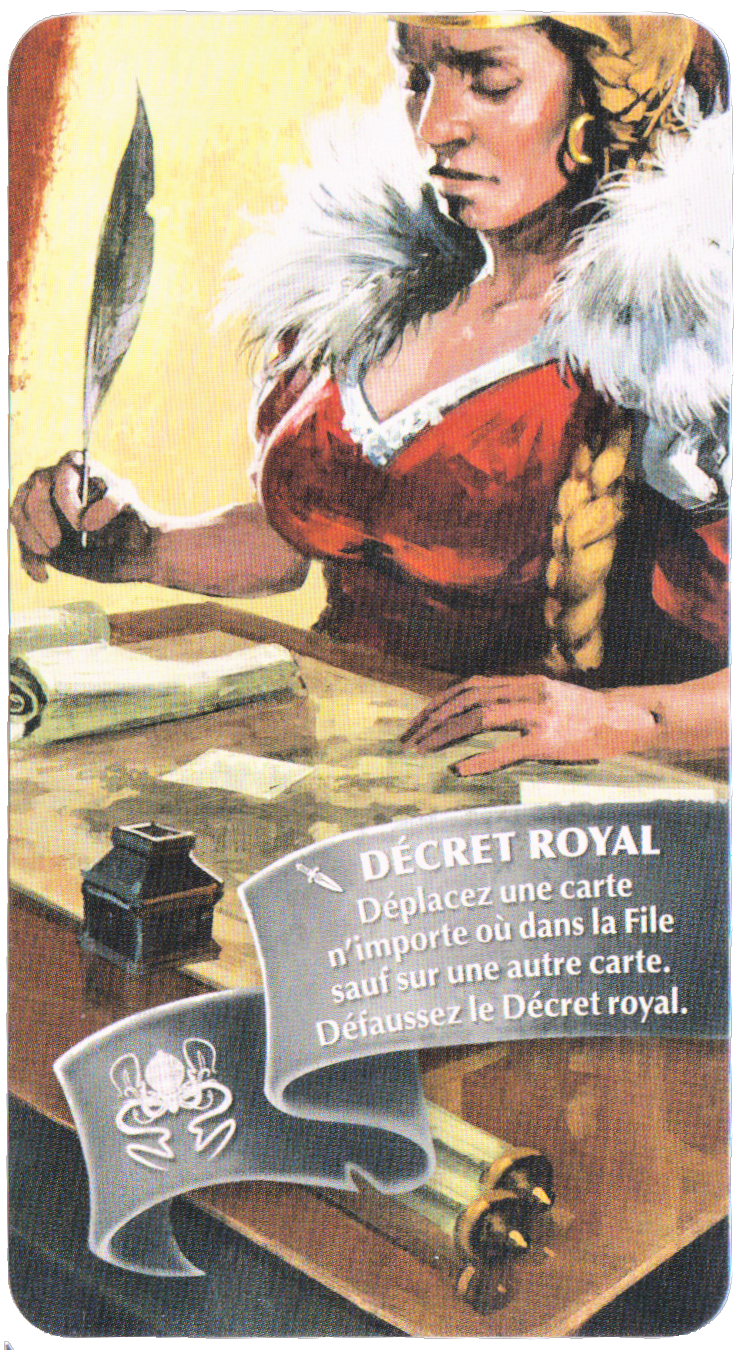 DÉCRET ROYAL
Déplacez une carte
n'importe où dans la File
sauf sur une autre carte.
Défaussez le Décret royal.